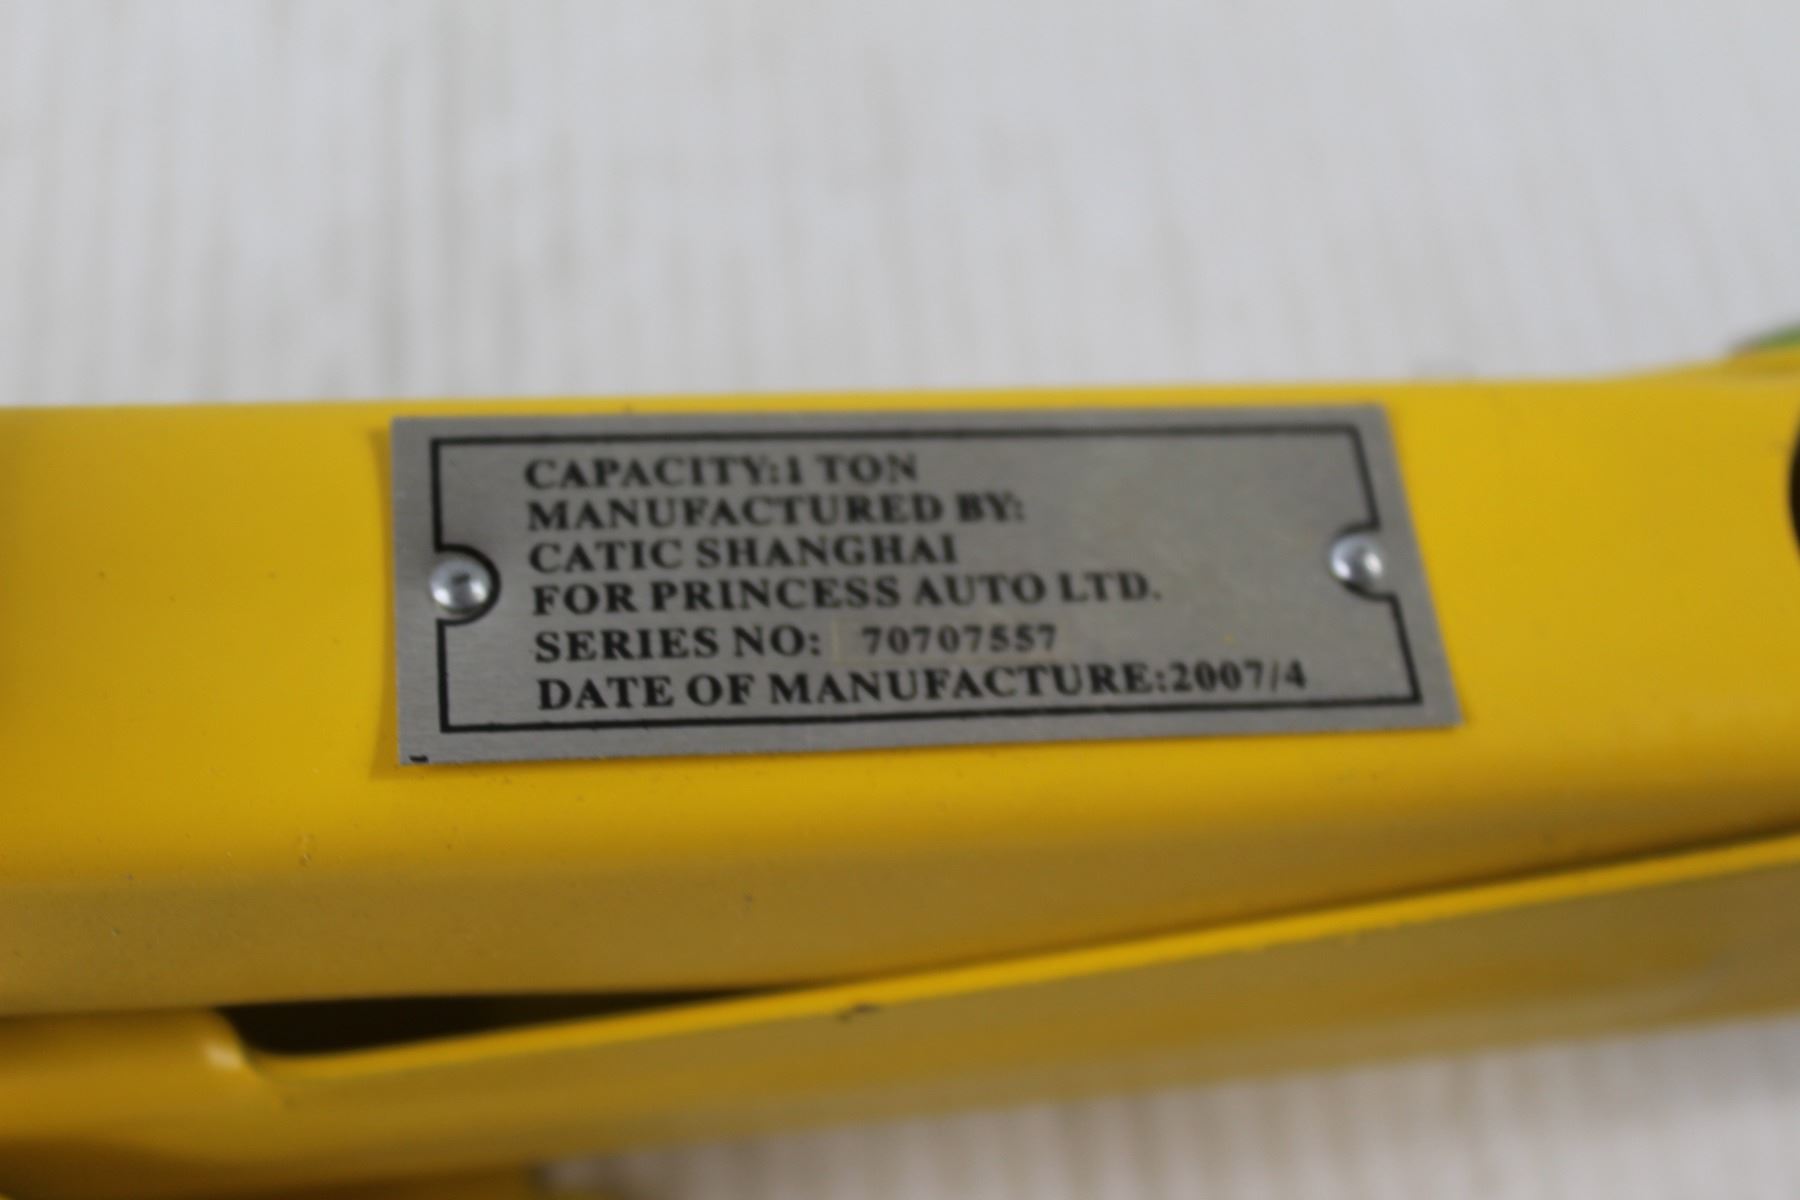 CAPACITY:1 TON
MANUFACTURED BY:
CATIC SHANGHAI
FOR PRINCESS AUTO LTD.
SERIES NO: 70707557
DATE OF MANUFACTURE:2007/4